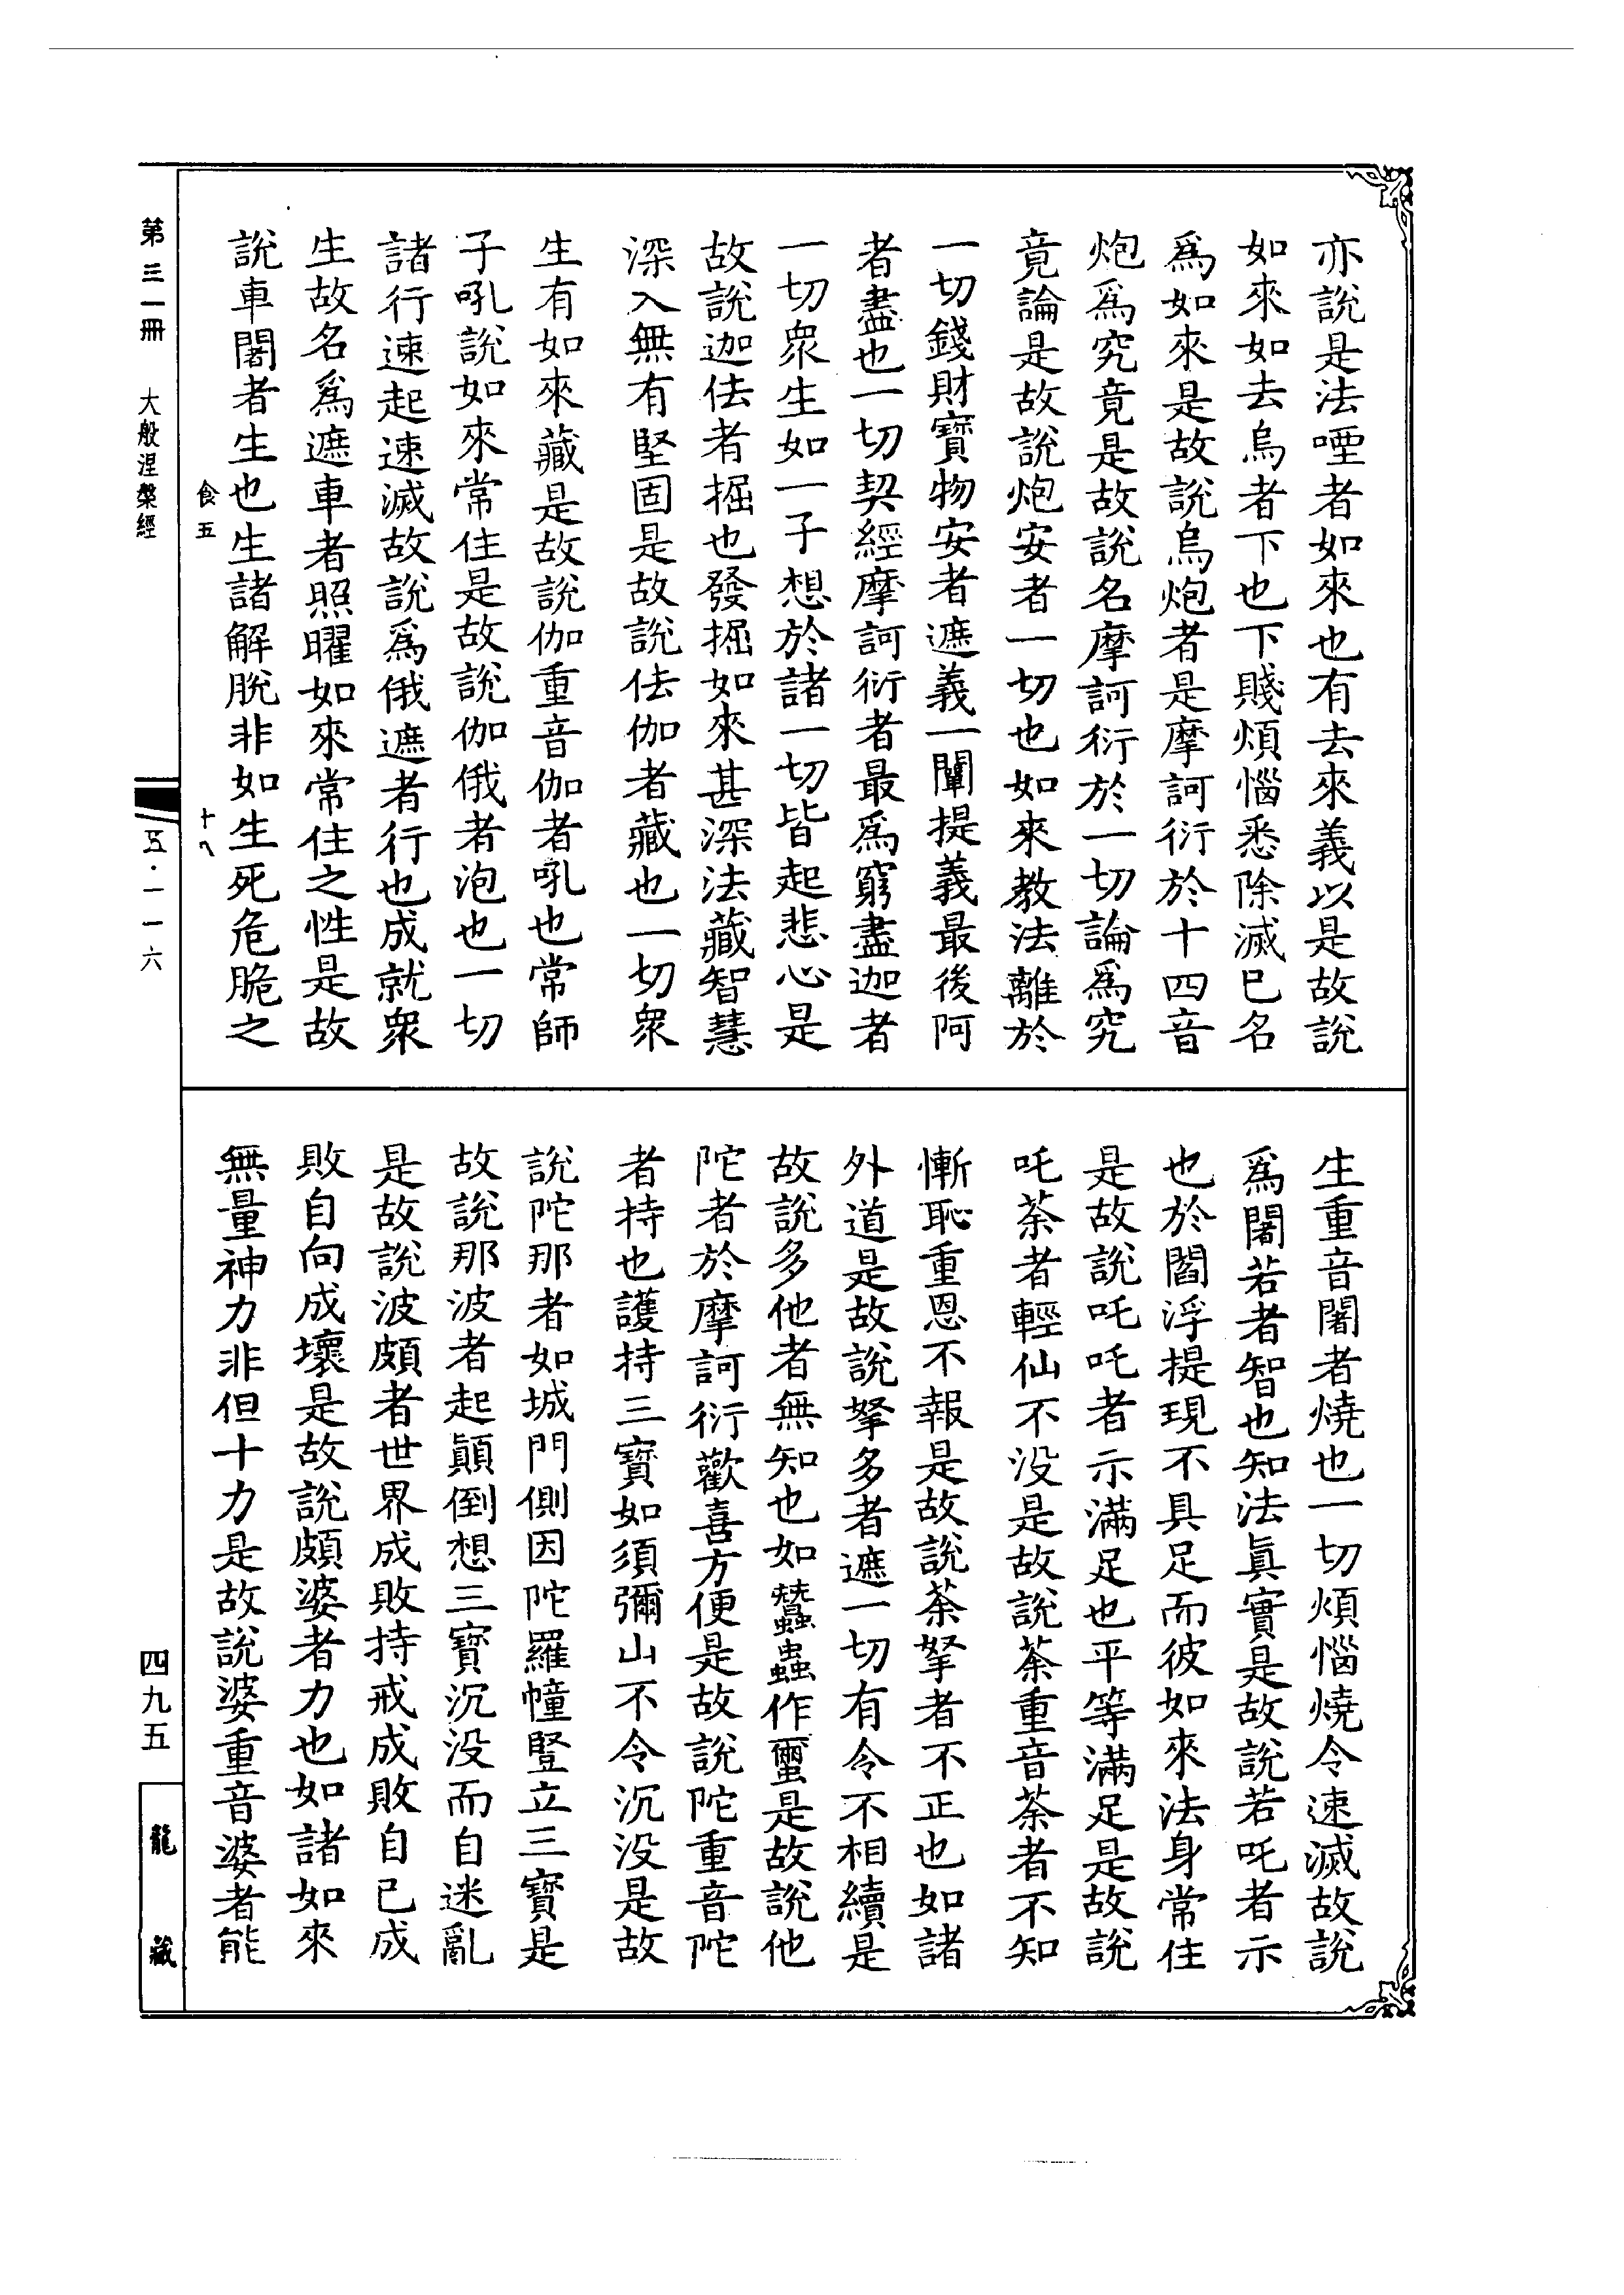 亦說是法㖶者如來也有去來義以是故說
如來如去烏者下也下賤煩惱悉除滅已名
為如來是故說烏炮者是摩訶衍於十四音
炮為究竟是故說名摩訶衍於一切論為究
竟論是故說炮安者一切也如來教法離於
一切錢財寶物安者遮義一闡提義最後阿
者盡也一切契經摩訶衍者最為窮盡迦者
一切眾生如一子想於諸一切皆起悲心是
故說迦佉者掘也發掘如來甚深法藏智慧
深入無有堅固是故說佉伽者藏也一切眾
生有如來藏是故說伽重音伽者吼也常師
子吼說如來常住是故說伽俄者泡也一切
諸行速起速滅故說為俄遮者行也成就眾
生故名為遮車者照曜如來常住之性是故
說車闍者生也生諸解脫非如生死危脆之
生重音闍者燒也一切煩惱燒令速滅故說
為闍若者智也知法真實是故說若吒者示
也於閻浮提現不具足而彼如來法身常住
是故說吒吒者示滿足也平等滿足是故說
吒荼者輕仙不没是故說荼重音荼者不知
慚恥重恩不報是故說荼拏者不正也如諸
外道是故說拏多者遮一切有令不相續是
故說多他者無知也如蠶蟲作𠁅是故說他
陀者於摩訶衍歡喜方便是故說陀重音陀
者持也護持三寶如須彌山不令沉没是故
說陀那者如城門側因陀羅幢豎立三寶是
故說那波者起顛倒想三寶沉没而自迷亂
是故說波頗者世界成敗持戒成敗自己成
敗自向成壞是故說頗婆者力也如諸如來
無量神力非但十力是故說婆重音婆者能
食五
十八
第三一冊
大般涅槃經
五·一一六
四九五
龍藏